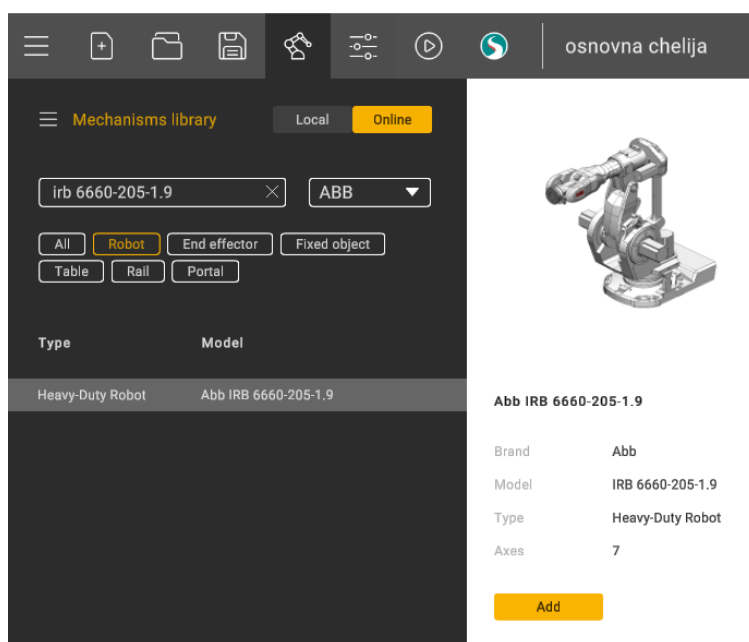 osnovna chelija
Mechanisms library
Local
Online
irb 6660-205-1.9
ABB
All
Robot
End effector
Fixed object
Table
Rail
Portal
Type
Model
Heavy-Duty Robot
Abb IRB 6660-205-1.9
Abb IRB 6660-205-1.9
Brand
Abb
Model
IRB 6660-205-1.9
Type
Heavy-Duty Robot
Axes
7
Add